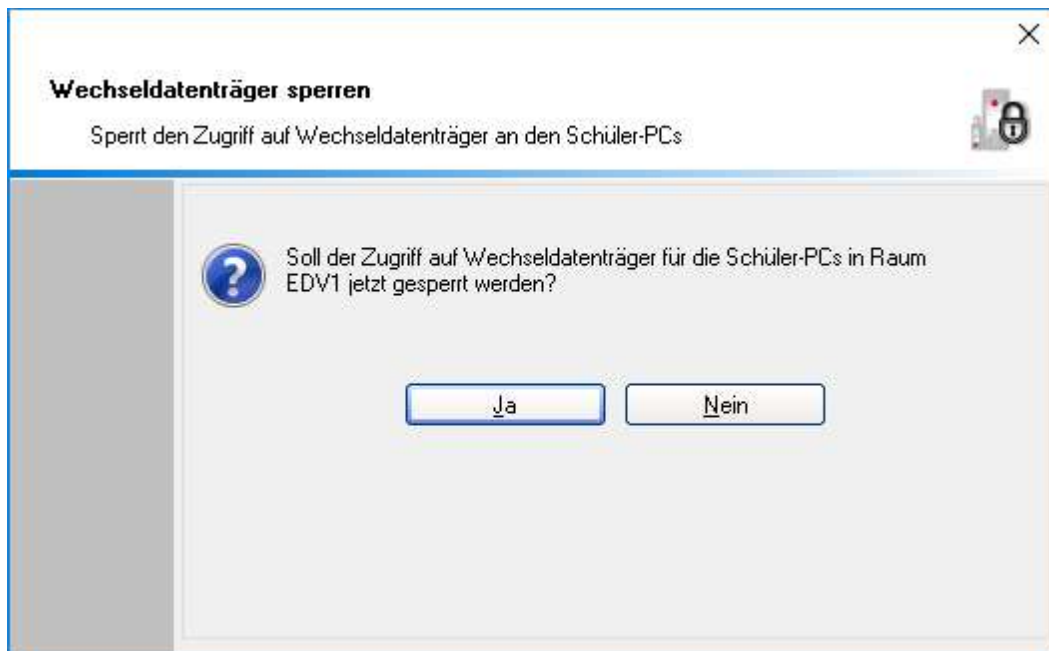 Wechseldatenträger sperren
Sperrt den Zugriff auf Wechseldatenträger an den Schüler-PCs
Soll der Zugriff auf Wechseldatenträger für die Schüler-PCs in Raum
EDV1 jetzt gesperrt werden?
Ja
Nein